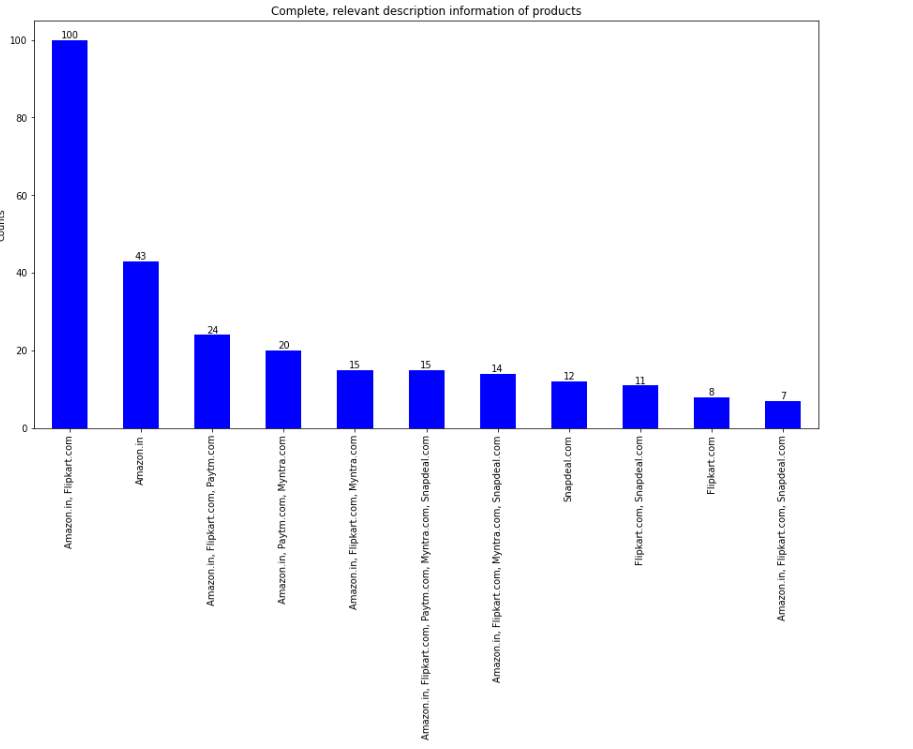 Complete, relevant description information of products
100
80
60
40
20
0
Counts
100
43
24
20
15
15
14
12
11
8
7
Amazon.in, Flipkart.com
Amazon.in
Amazon.in, Flipkart.com, Paytm.com
Amazon.in, Paytm.com, Myntra.com
Amazon.in, Flipkart.com, Myntra.com
Amazon.in, Flipkart.com, Paytm.com, Myntra.com, Snapdeal.com
Amazon.in, Flipkart.com, Myntra.com, Snapdeal.com
Snapdeal.com
Flipkart.com, Snapdeal.com
Flipkart.com
Amazon.in, Flipkart.com, Snapdeal.com